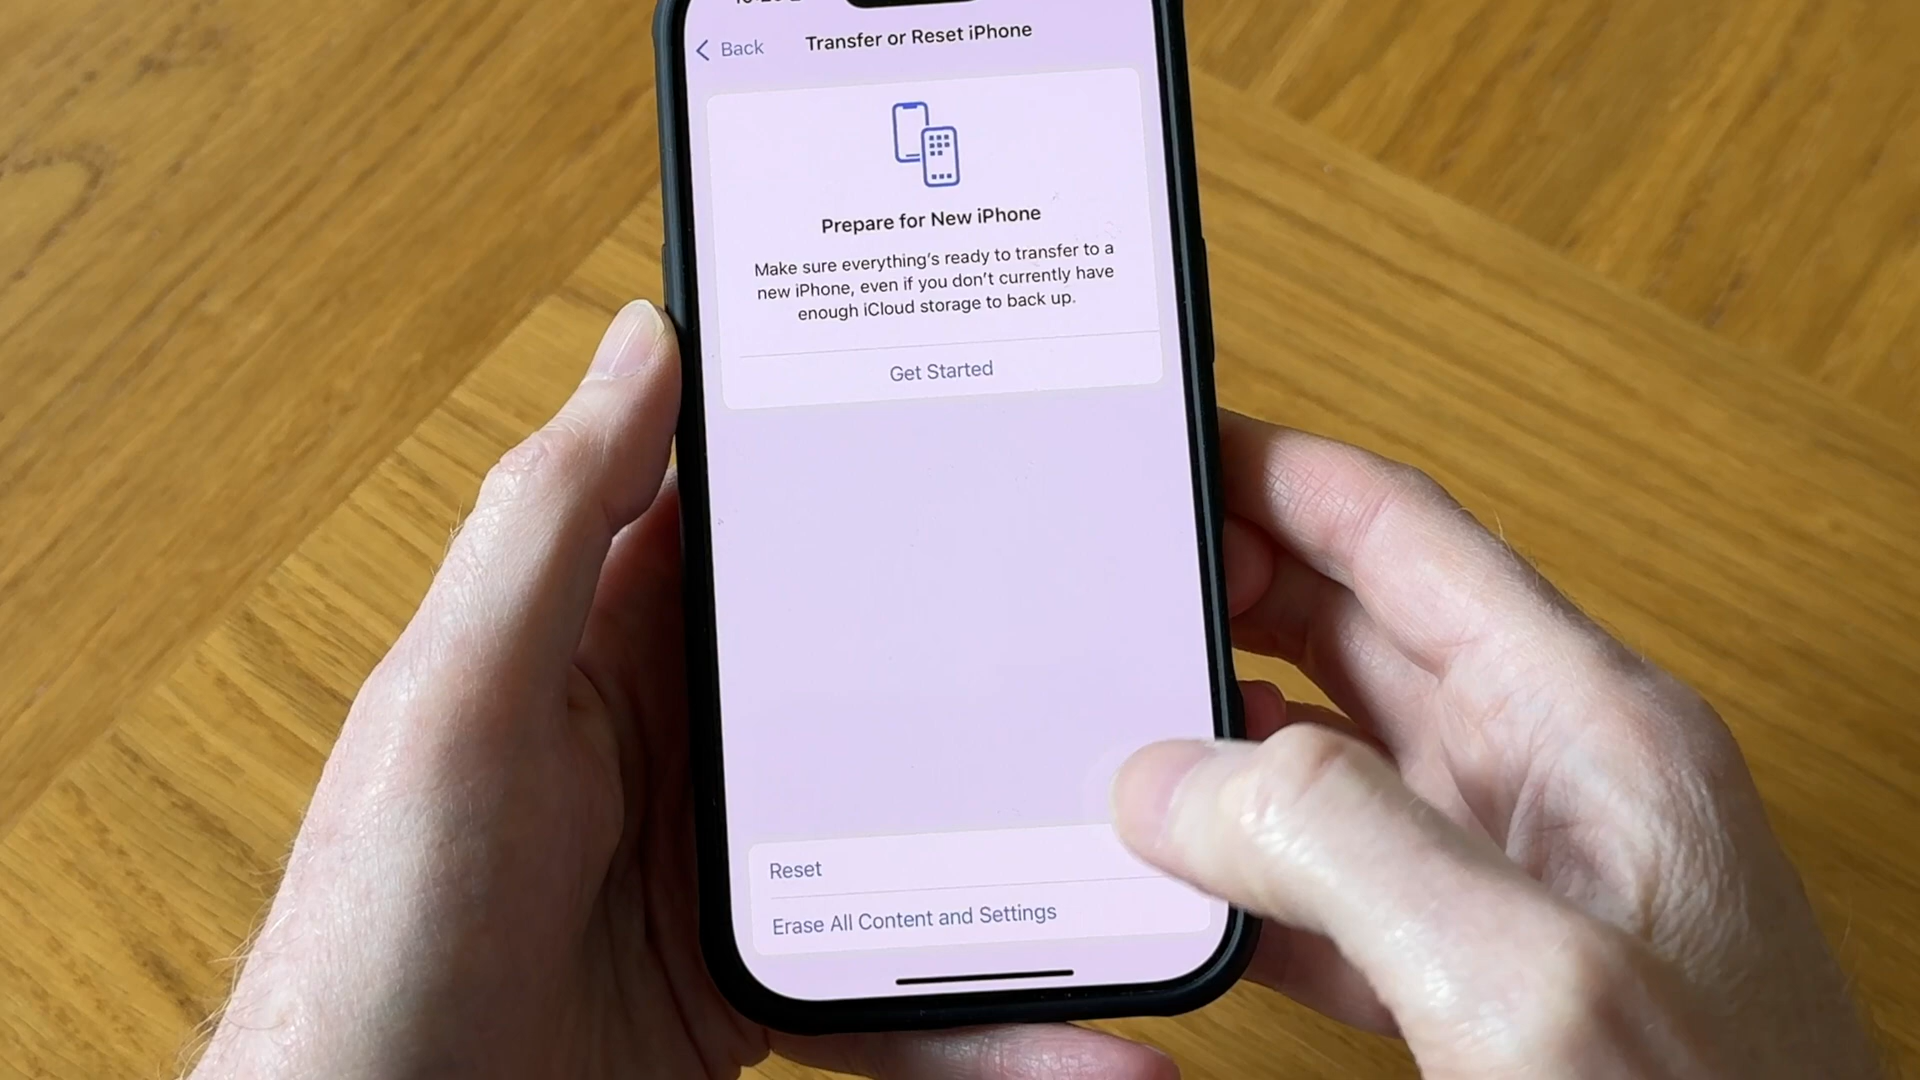 Back
Transfer or Reset iPhone
Prepare for New iPhone
Make sure everything's ready to transfer to a
new iPhone, even if you don't currently have
enough iCloud storage to back up.
Get Started
Reset
Erase All Content and Settings